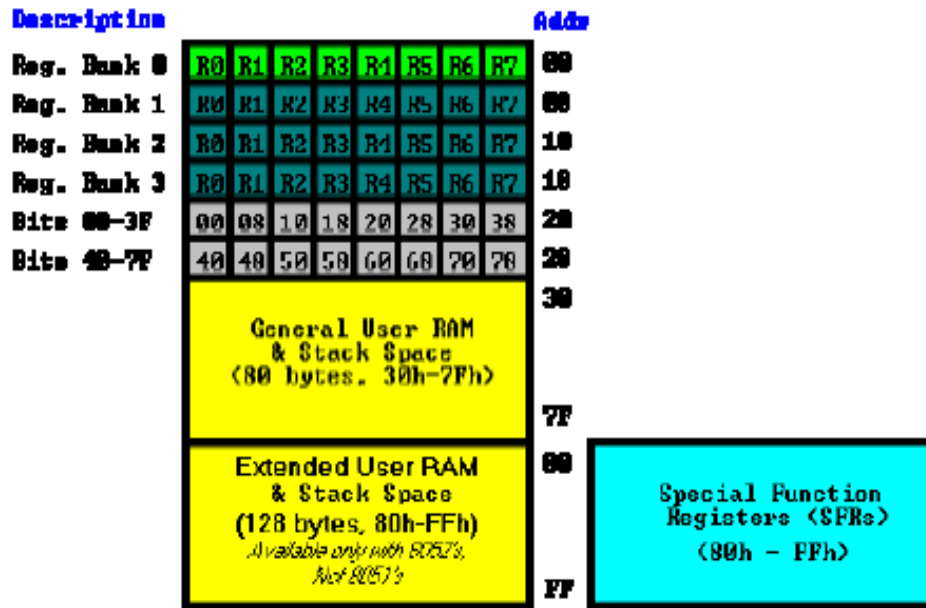 Description Addr
Reg. Bank 0 R0 R1 R2 R3 R4 R5 R6 R7 00
Reg. Bank 1 R0 R1 R2 R3 R4 R5 R6 R7
Reg. Bank 2 R0 R1 R2 R3 R4 R5 R6 R7 10
Reg. Bank 3 R0 R1 R2 R3 R4 R5 R6 R7 18
Bits 00-3F 00 08 10 18 20 28 30 38 20
Bits 40-7F 40 48 50 58 60 68 70 78
30
General User RAM
& Stack Space
(80 bytes, 30h-7Fh)
7F
80
Extended User RAM
& Stack Space
(128 bytes, 80h-FFh)
Available only with 8052's,
Not 8051's
FF
Special Function
Registers (SFRs)
(80h - FFh)